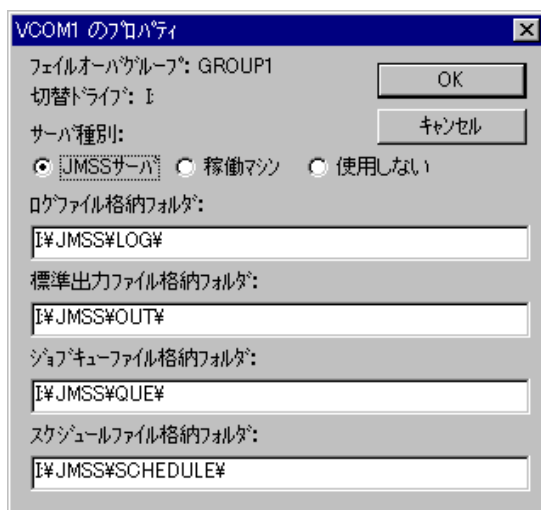 VCOM1 のﾌﾟﾛﾊﾟﾃｨ
ﾌｪｲﾙｵｰﾊﾞｸﾞﾙｰﾌﾟ: GROUP1
OK
切替ﾄﾞﾗｲﾌﾞ: I:
ｷｬﾝｾﾙ
ｻｰﾊﾞ種別:
JMSSｻｰﾊﾞ 稼働ﾏｼﾝ 使用しない
ﾛｸﾞﾌｧｲﾙ格納ﾌｫﾙﾀﾞ:
I:¥JMSS¥LOG¥
標準出力ﾌｧｲﾙ格納ﾌｫﾙﾀﾞ:
I:¥JMSS¥OUT¥
ｼﾞｮﾌﾞｷｭｰﾌｧｲﾙ格納ﾌｫﾙﾀﾞ:
I:¥JMSS¥QUE¥
ｽｹｼﾞｭｰﾙﾌｧｲﾙ格納ﾌｫﾙﾀﾞ:
I:¥JMSS¥SCHEDULE¥